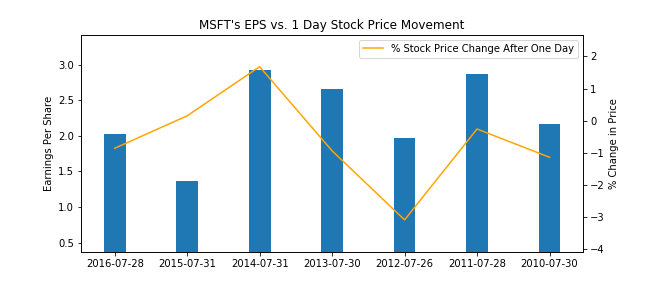 MSFT's EPS vs. 1 Day Stock Price Movement
% Stock Price Change After One Day
Earnings Per Share
3.0
2.5
2.0
1.5
1.0
0.5
2
1
0
−1
−2
−3
−4
% Change in Price
2016-07-28 2015-07-31 2014-07-31 2013-07-30 2012-07-26 2011-07-28 2010-07-30